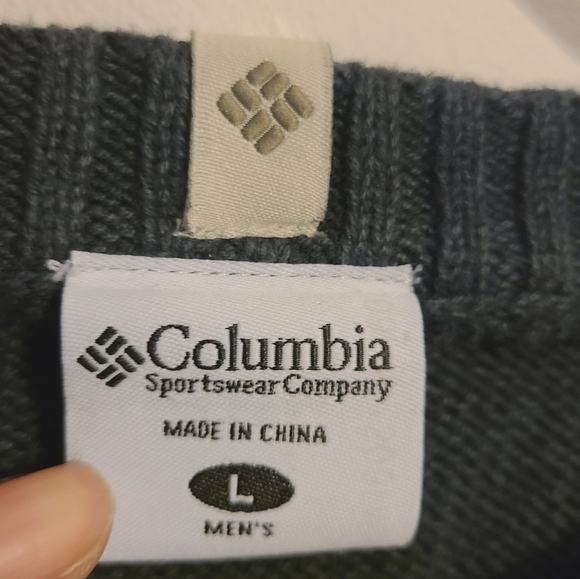 Columbia
Sportswear Company
MADE IN CHINA
L
MEN'S